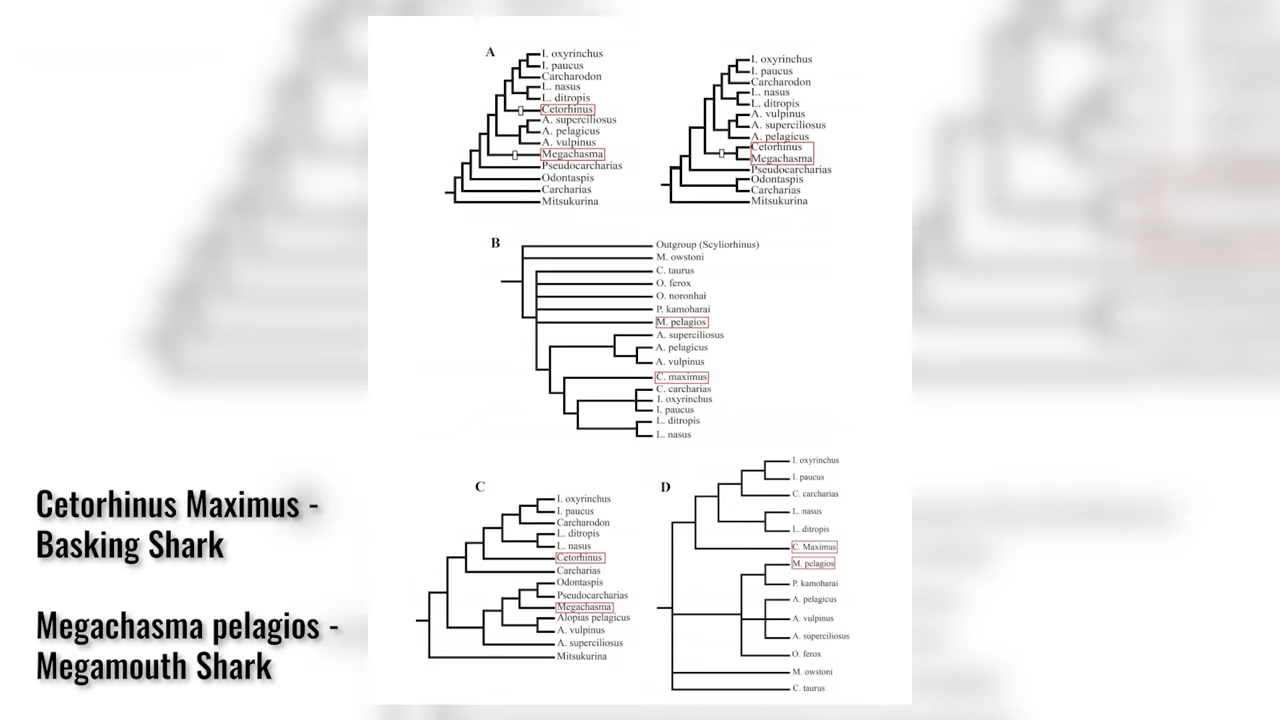 A
I. oxyrinchus
I. paucus
Carcharodon
L. nasus
L. ditropis
Cetorhinus
A. superciliosus
A. pelagicus
A. vulpinus
Megachasma
Pseudocarcharias
Odontaspis
Carcharias
Mitsukurina
I. oxyrinchus
I. paucus
Carcharodon
L. nasus
L. ditropis
A. vulpinus
A. superciliosus
A. pelagicus
Cetorhinus
Megachasma
Pseudocarcharias
Odontaspis
Carcharias
Mitsukurina
B
Outgroup (Scyliorhinus)
M. owstoni
C. taurus
O. ferox
O. noronhai
P. kamoharai
M. pelagios
A. superciliosus
A. pelagicus
A. vulpinus
C. maximus
C. carcharias
I. oxyrinchus
I. paucus
L. ditropis
L. nasus
C
I. oxyrinchus
I. paucus
Carcharodon
L. ditropis
L. nasus
Cetorhinus
Carcharias
Odontaspis
Pseudocarcharias
Megachasma
Alopias pelagicus
A. vulpinus
A. superciliosus
Mitsukurina
D
I. oxyrinchus
I. paucus
C. carcharias
L. nasus
L. ditropis
C. Maximus
M. pelagios
P. kamoharai
A. pelagicus
A. vulpinus
A. superciliosus
O. ferox
M. owstoni
C. taurus
Cetorhinus Maximus -
Basking Shark
Megachasma pelagios -
Megamouth Shark